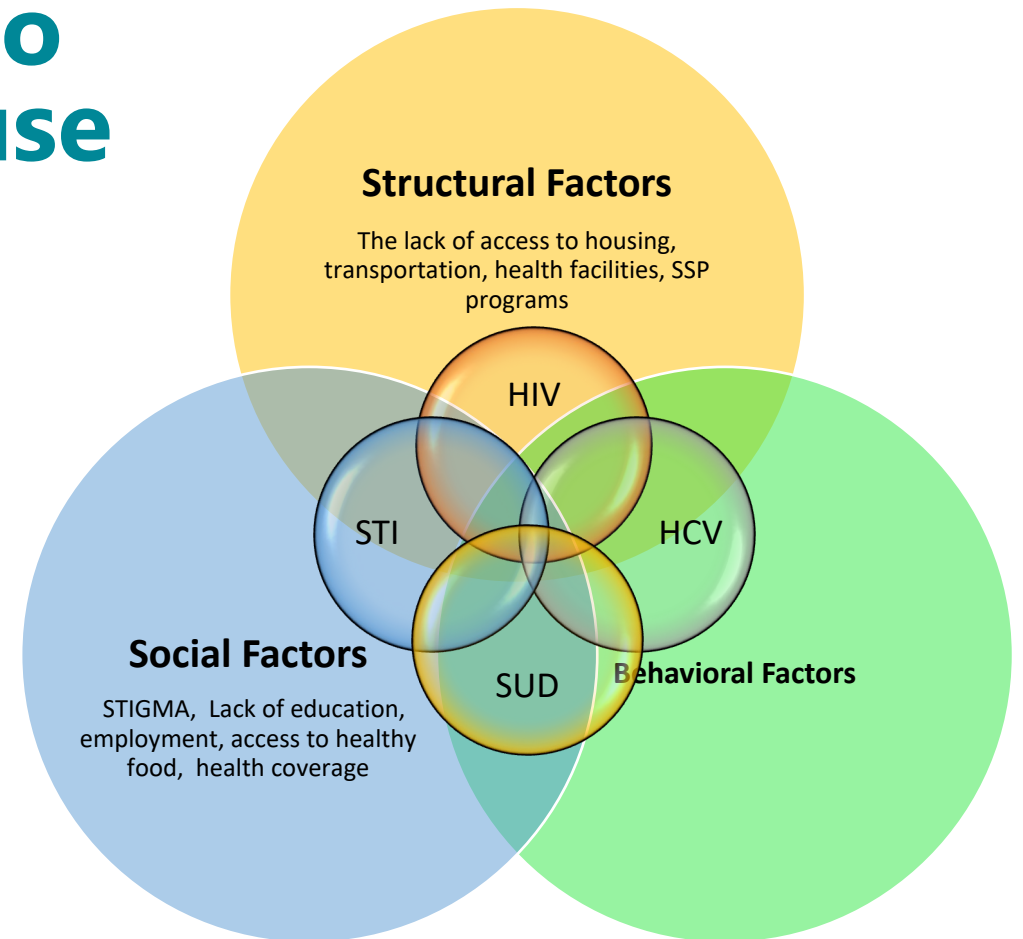 o
use
Structural Factors
The lack of access to housing,
transportation, health facilities, SSP
programs
HIV
STI
HCV
SUD
Social Factors
STIGMA, Lack of education,
employment, access to healthy
food, health coverage
Behavioral Factors